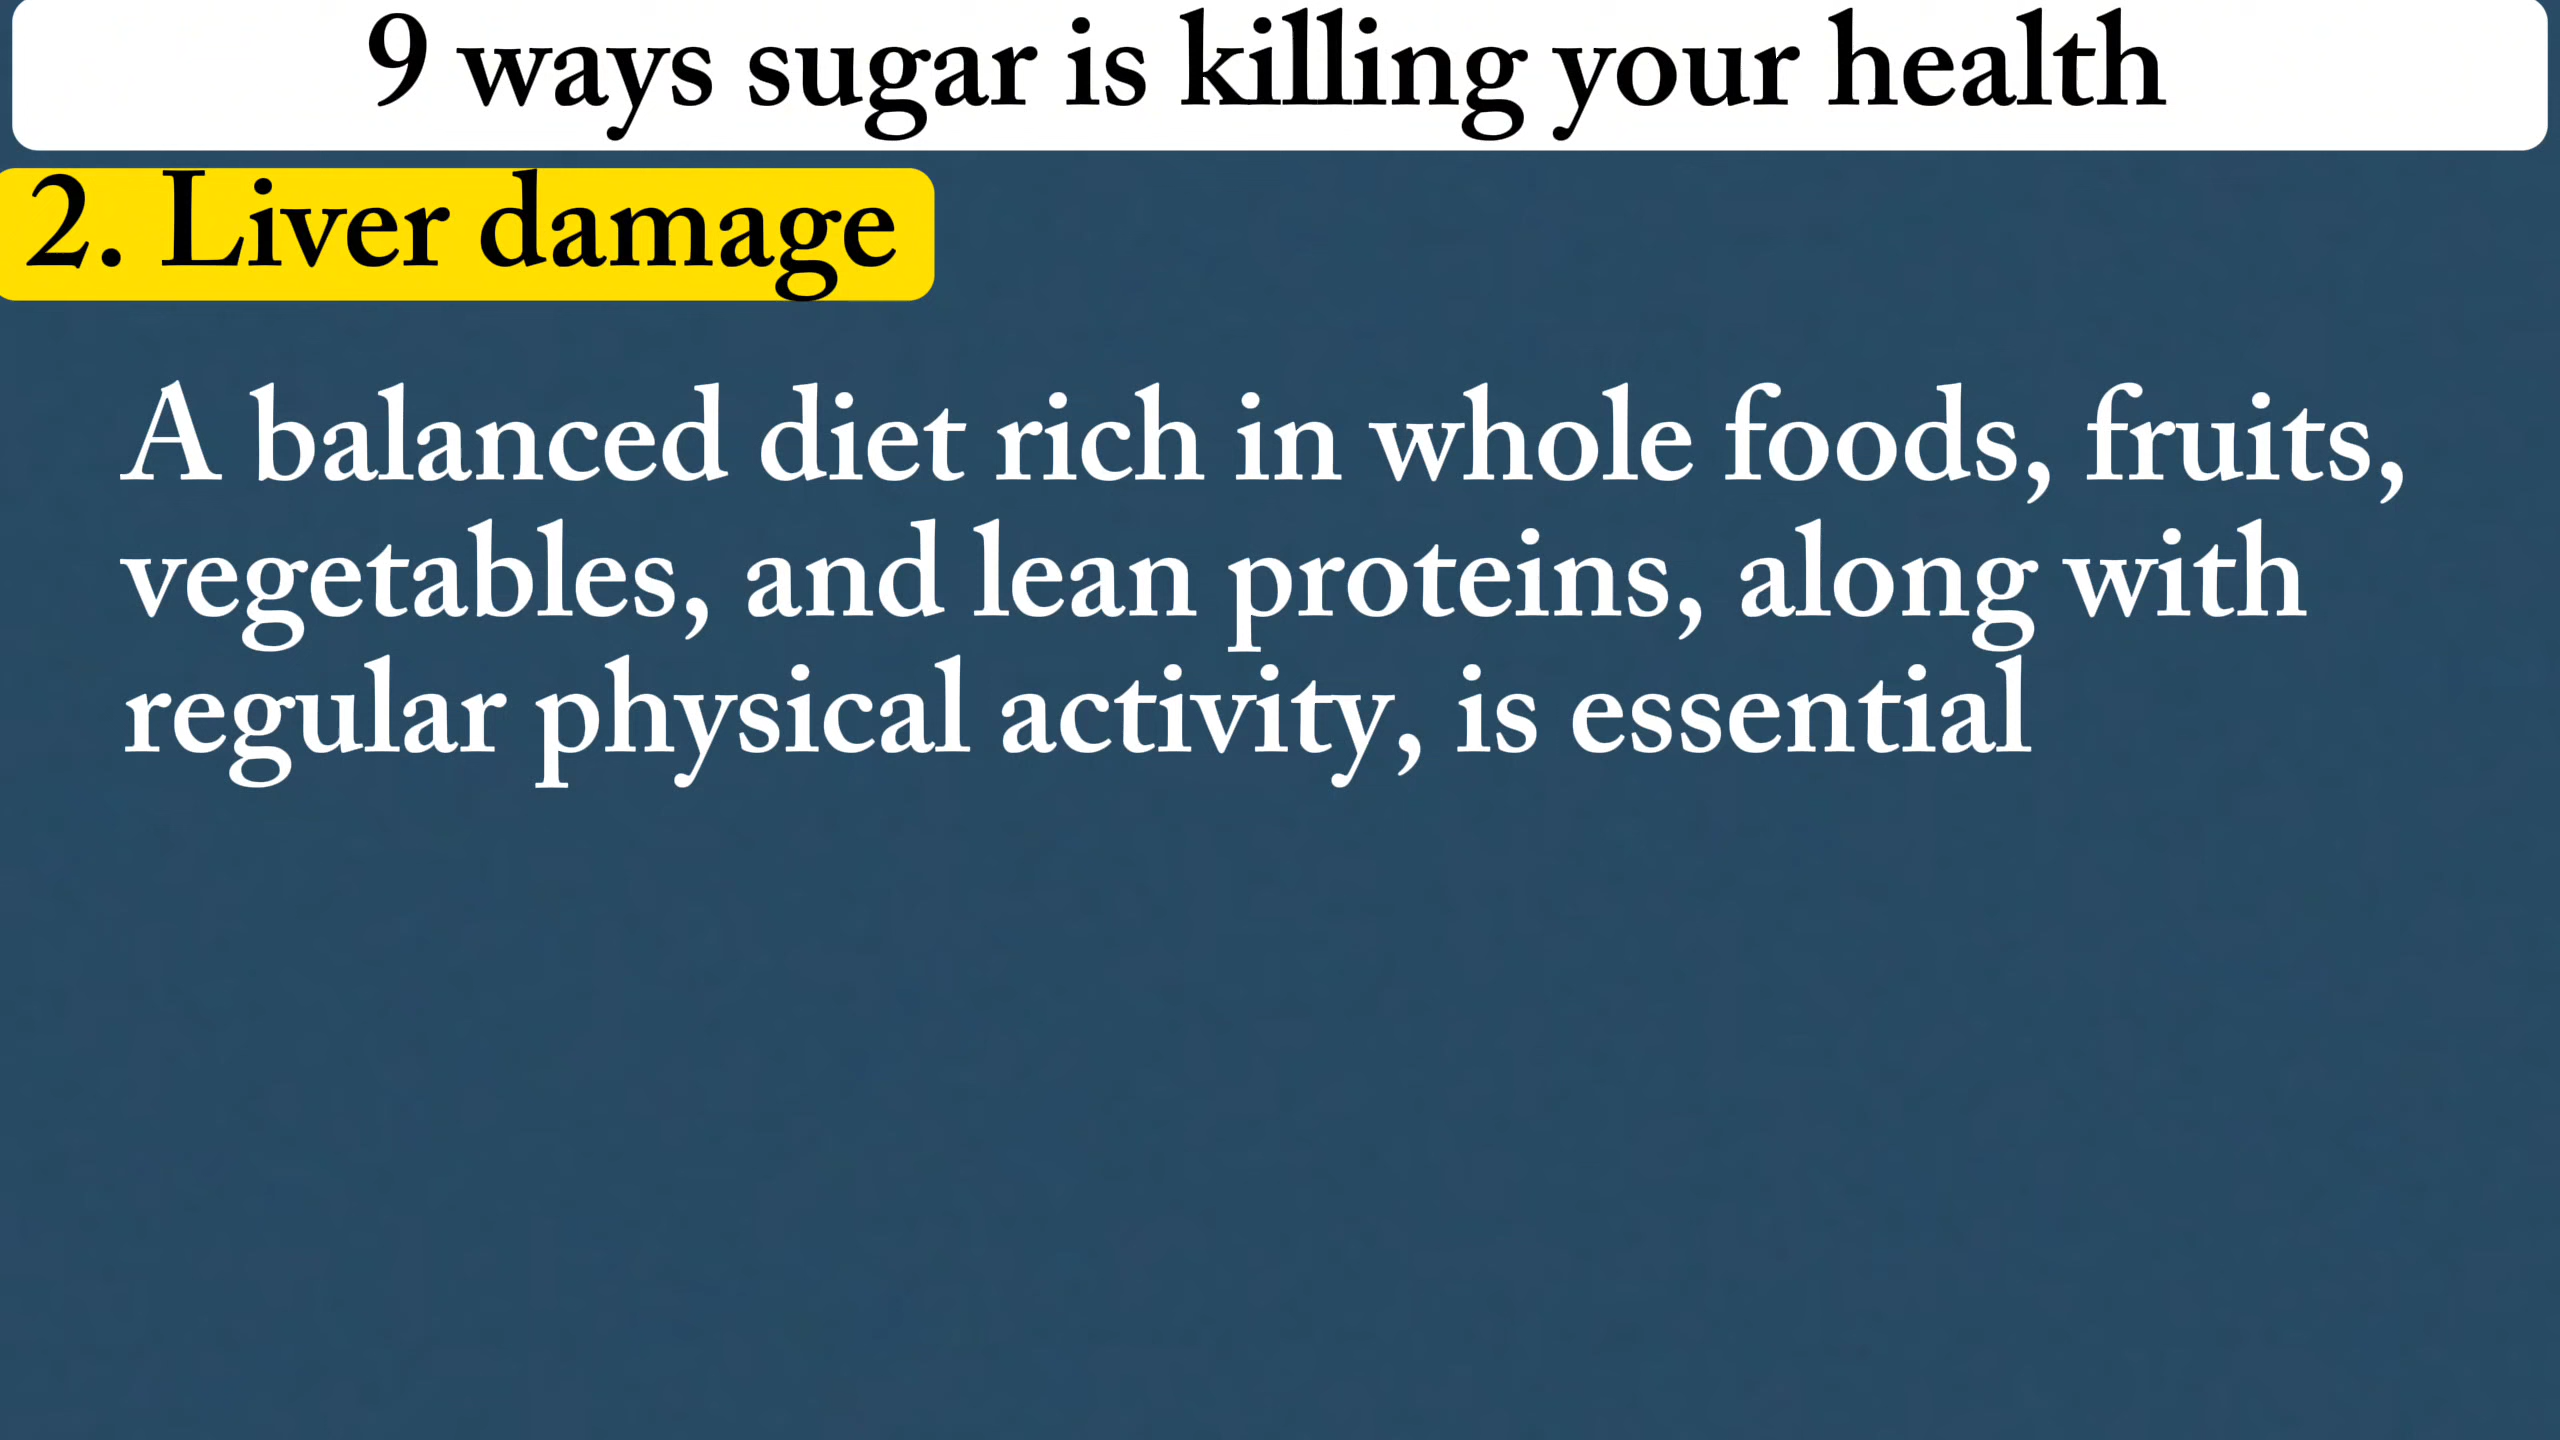 9 ways sugar is killing your health
2. Liver damage
A balanced diet rich in whole foods, fruits,
vegetables, and lean proteins, along with
regular physical activity, is essential